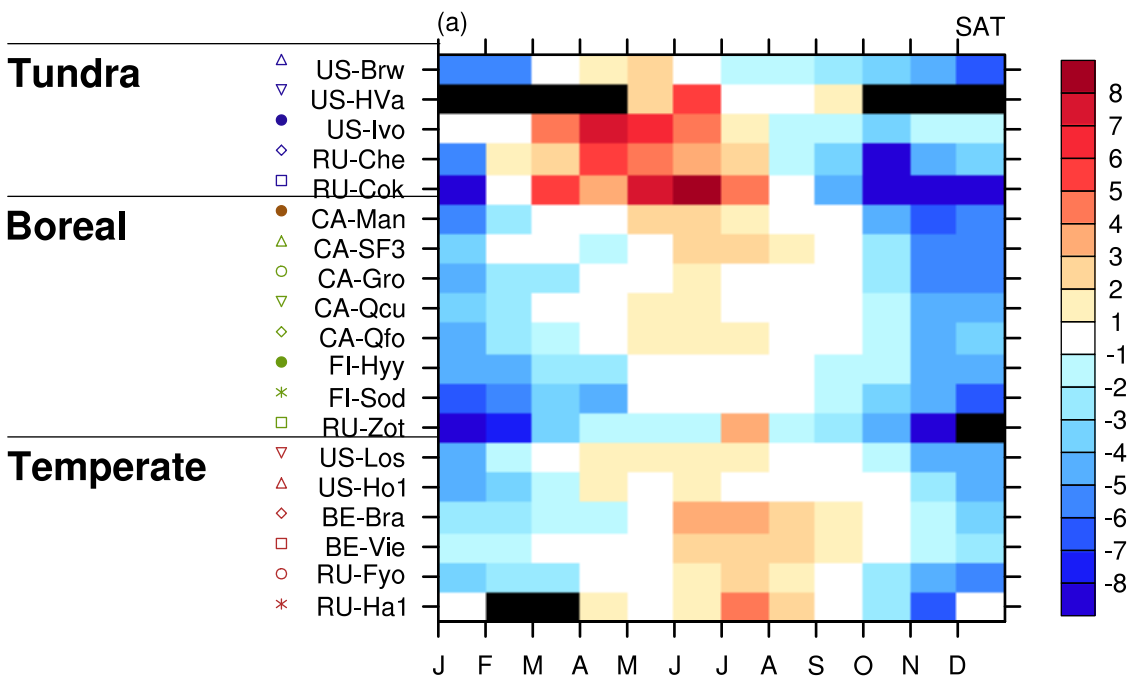 (a) SAT
Tundra
US-Brw
US-HVa
US-Ivo
RU-Che
RU-Cok
Boreal
CA-Man
CA-SF3
CA-Gro
CA-Qcu
CA-Qfo
FI-Hyy
FI-Sod
RU-Zot
Temperate
US-Los
US-Ho1
BE-Bra
BE-Vie
RU-Fyo
RU-Ha1
J F M A M J J A S O N D
8
7
6
5
4
3
2
1
-1
-2
-3
-4
-5
-6
-7
-8